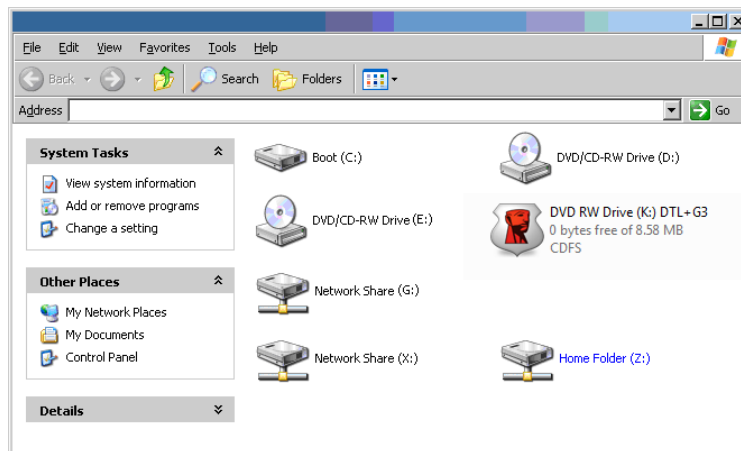 File Edit View Favorites Tools Help
Back Search Folders
Address Go
System Tasks
View system information
Add or remove programs
Change a setting
Other Places
My Network Places
My Documents
Control Panel
Details
Boot (C:)
DVD/CD-RW Drive (D:)
DVD/CD-RW Drive (E:)
DVD RW Drive (K:) DTL+G3
0 bytes free of 8.58 MB
CDFS
Network Share (G:)
Network Share (X:)
Home Folder (Z:)